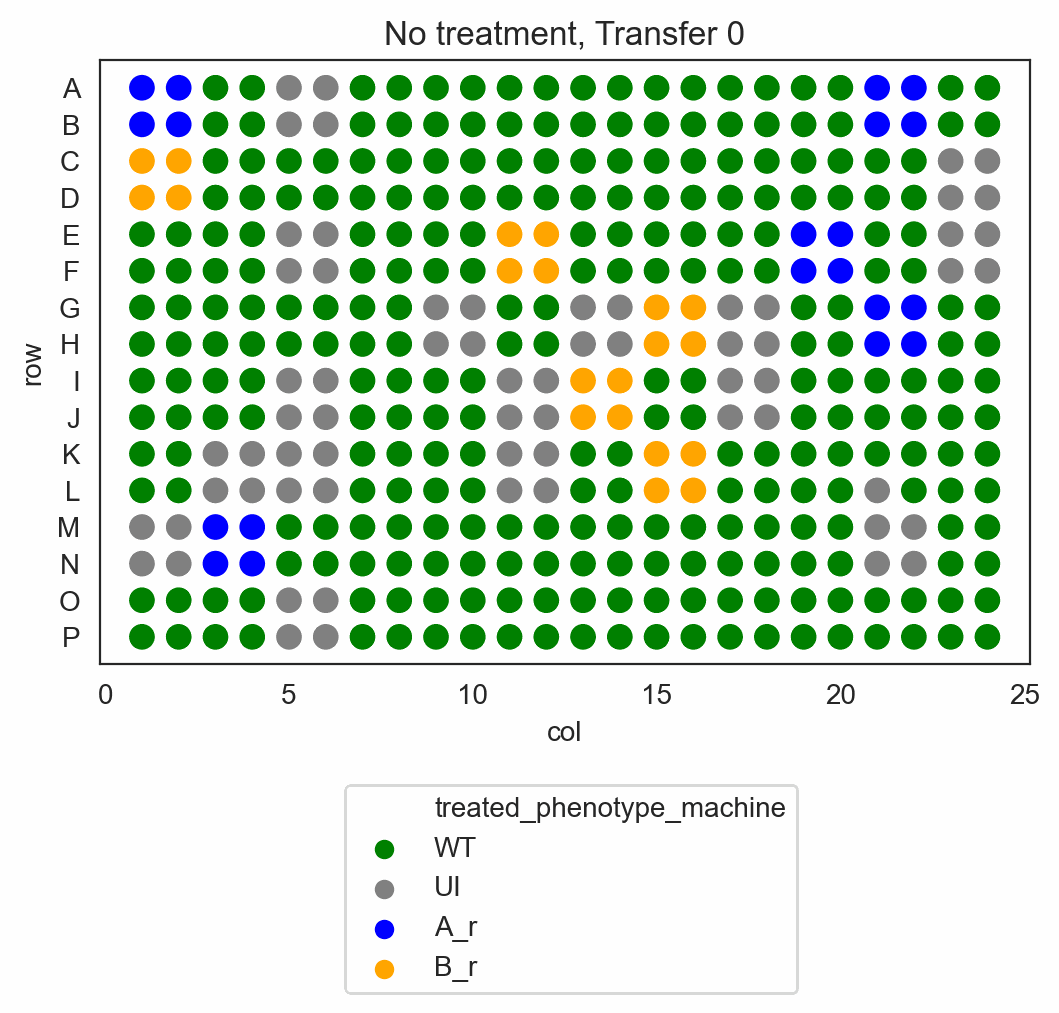 No treatment, Transfer 0
A
B
C
D
E
F
G
H
I
J
K
L
M
N
O
P
row
0 5 10 15 20 25
col
treated_phenotype_machine
WT
UI
A_r
B_r